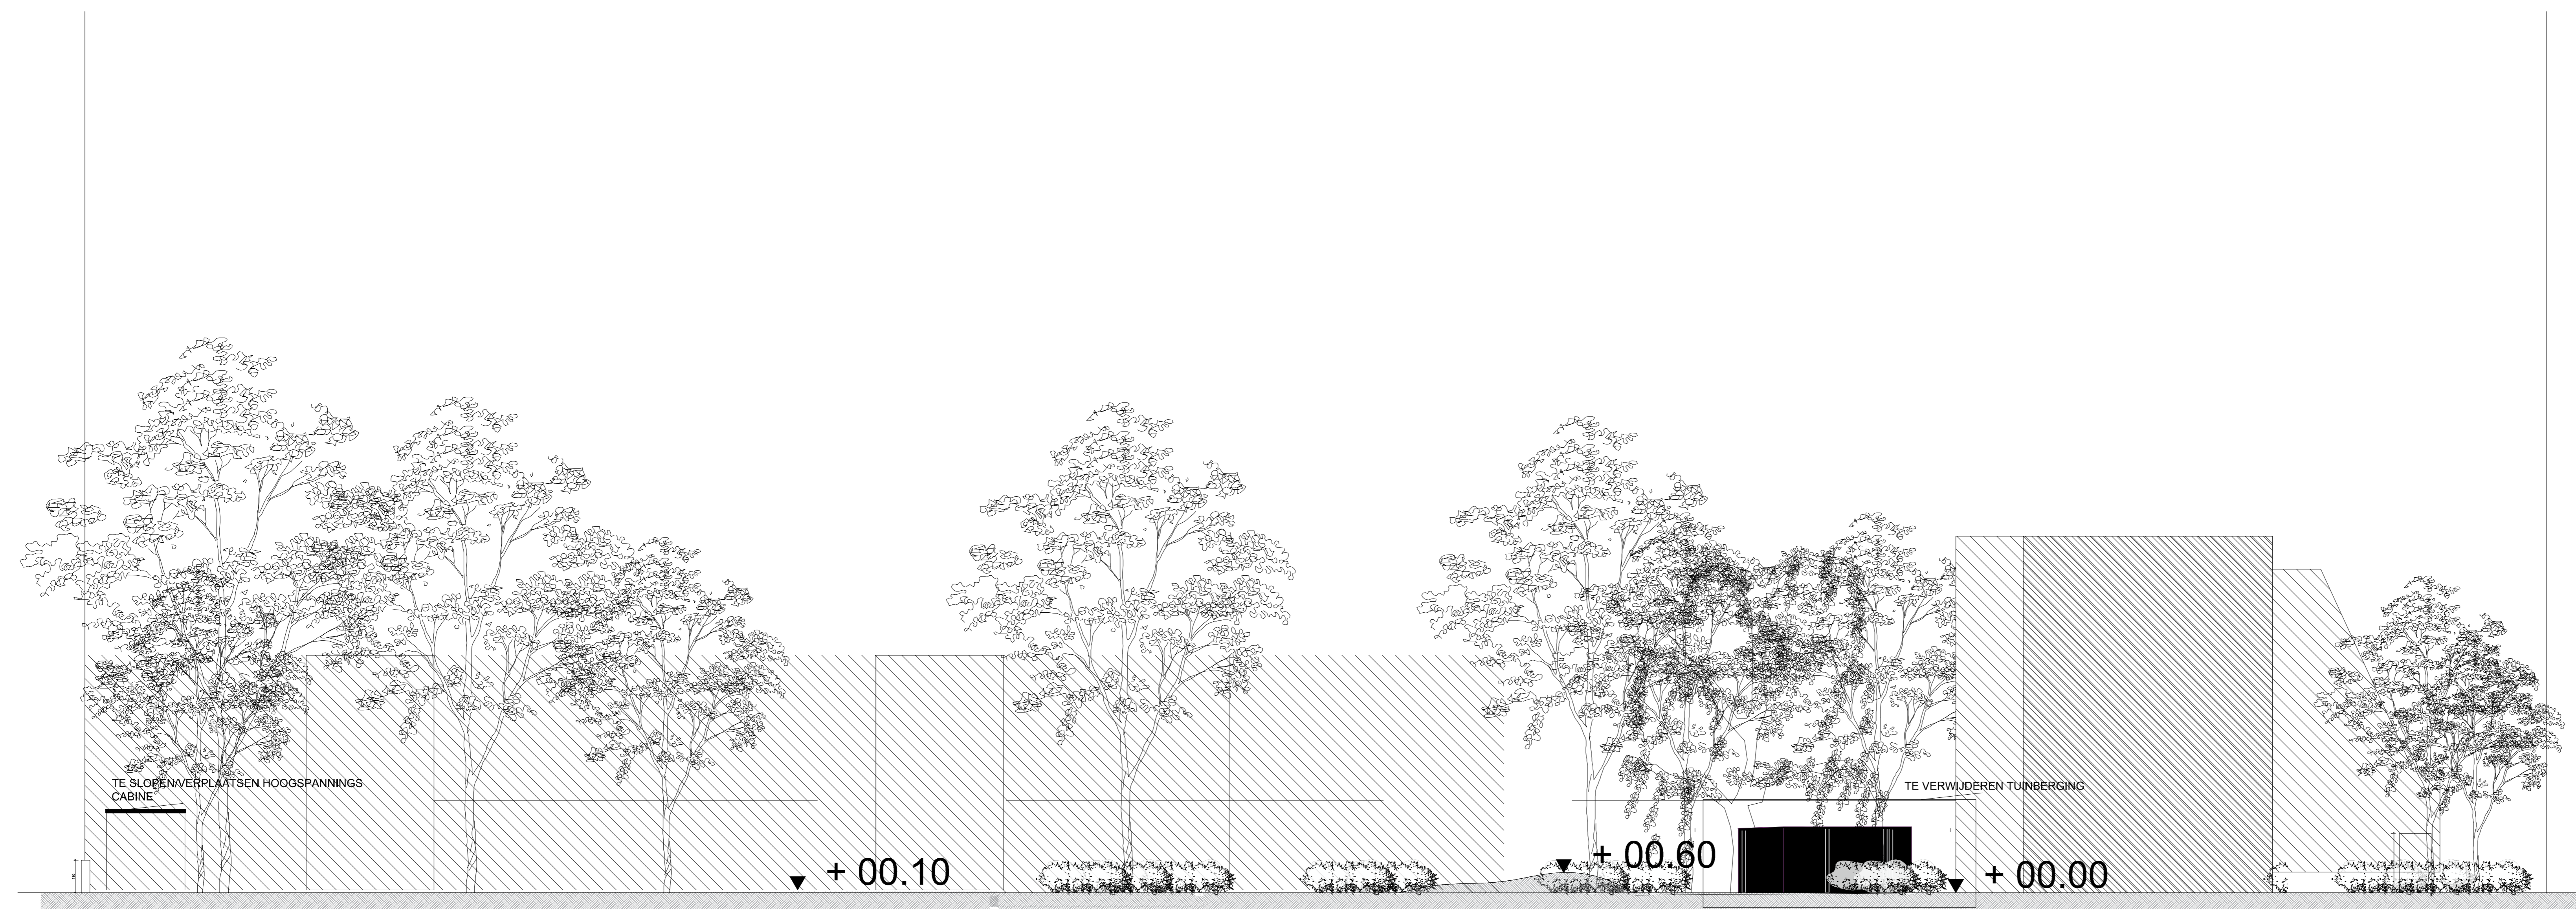 TE SLOPEN/VERPLAATSEN HOOGSPANNINGS
CABINE
TE VERWIJDEREN TUINBERGING
+ 00.10
+ 00.60
+ 00.00